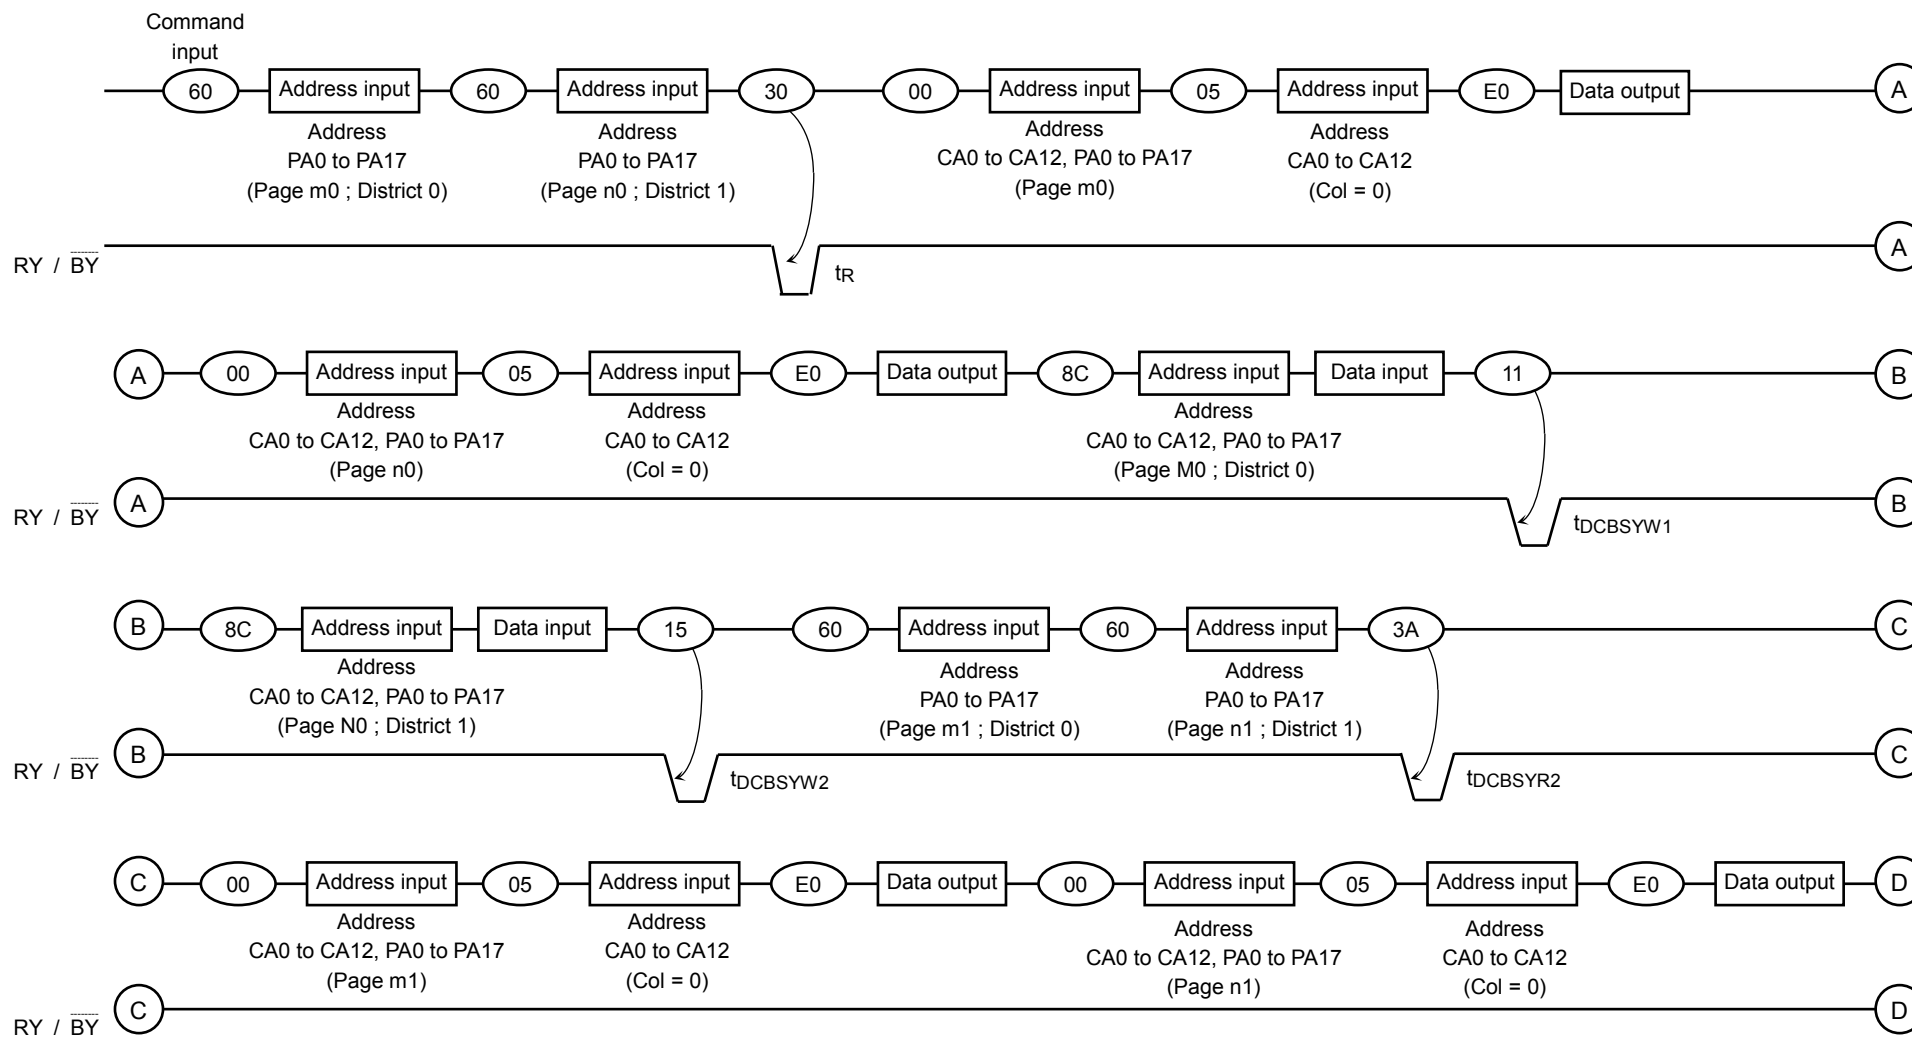 Command
input
60 Address input 60 Address input 30 00 Address input 05 Address input E0 Data output A
Address
PA0 to PA17
(Page m0 ; District 0)
Address
PA0 to PA17
(Page n0 ; District 1)
Address
CA0 to CA12, PA0 to PA17
(Page m0)
Address
CA0 to CA12
(Col = 0)
RY / BY tR A
A 00 Address input 05 Address input E0 Data output 8C Address input Data input 11 B
Address
CA0 to CA12, PA0 to PA17
(Page n0)
Address
CA0 to CA12
(Col = 0)
Address
CA0 to CA12, PA0 to PA17
(Page M0 ; District 0)
RY / BY A tDCBSYW1 B
B 8C Address input Data input 15 60 Address input 60 Address input 3A C
Address
CA0 to CA12, PA0 to PA17
(Page N0 ; District 1)
Address
PA0 to PA17
(Page m1 ; District 0)
Address
PA0 to PA17
(Page n1 ; District 1)
RY / BY B tDCBSYW2 tDCBSYR2 C
C 00 Address input 05 Address input E0 Data output 00 Address input 05 Address input E0 Data output D
Address
CA0 to CA12, PA0 to PA17
(Page m1)
Address
CA0 to CA12
(Col = 0)
Address
CA0 to CA12, PA0 to PA17
(Page n1)
Address
CA0 to CA12
(Col = 0)
RY / BY C D